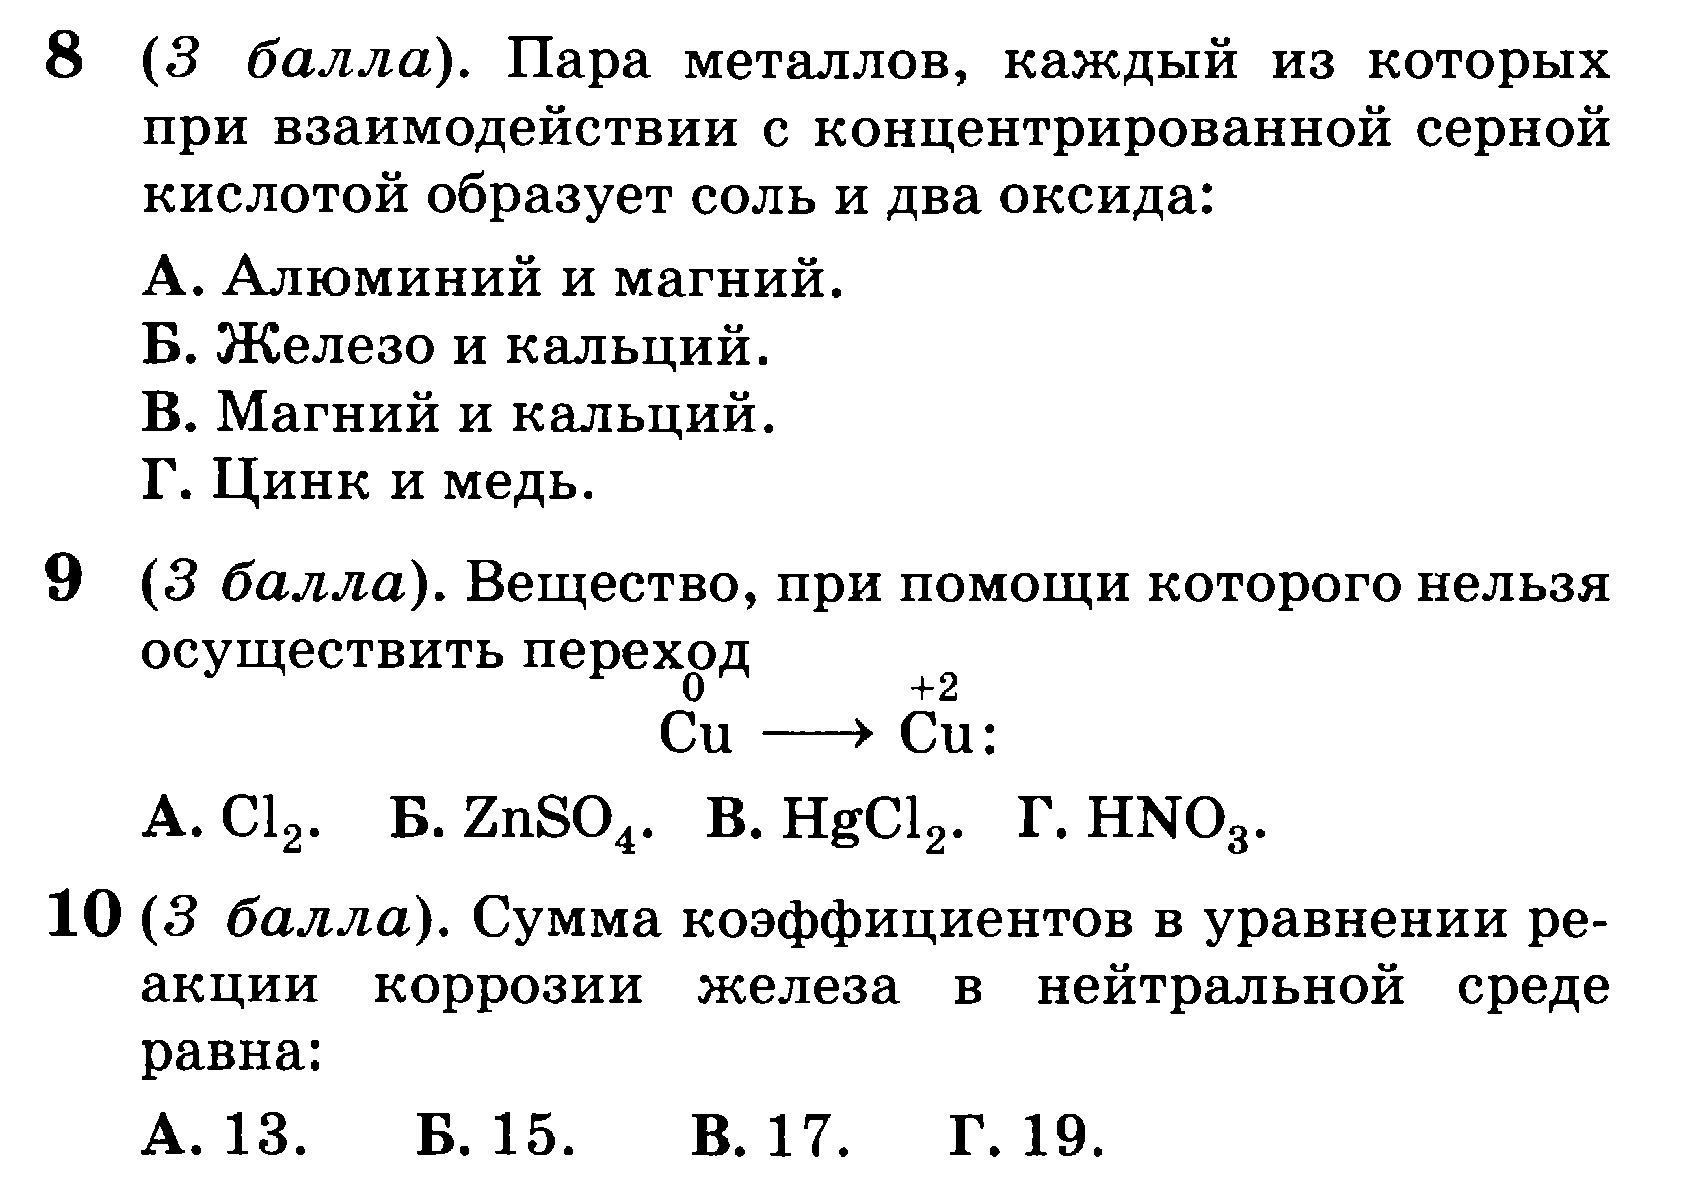 8 (3 балла). Пара металлов, каждый из которых
при взаимодействии с концентрированной серной
кислотой образует соль и два оксида:
А. Алюминий и магний.
Б. Железо и кальций.
В. Магний и кальций.
Г. Цинк и медь.
9 (3 балла). Вещество, при помощи которого нельзя
осуществить переход
0 +2
Cu ⟶ Cu:
А. Cl₂. Б. ZnSO₄. В. HgCl₂. Г. HNO₃.
10 (3 балла). Сумма коэффициентов в уравнении ре-
акции коррозии железа в нейтральной среде
равна:
А. 13. Б. 15. В. 17. Г. 19.